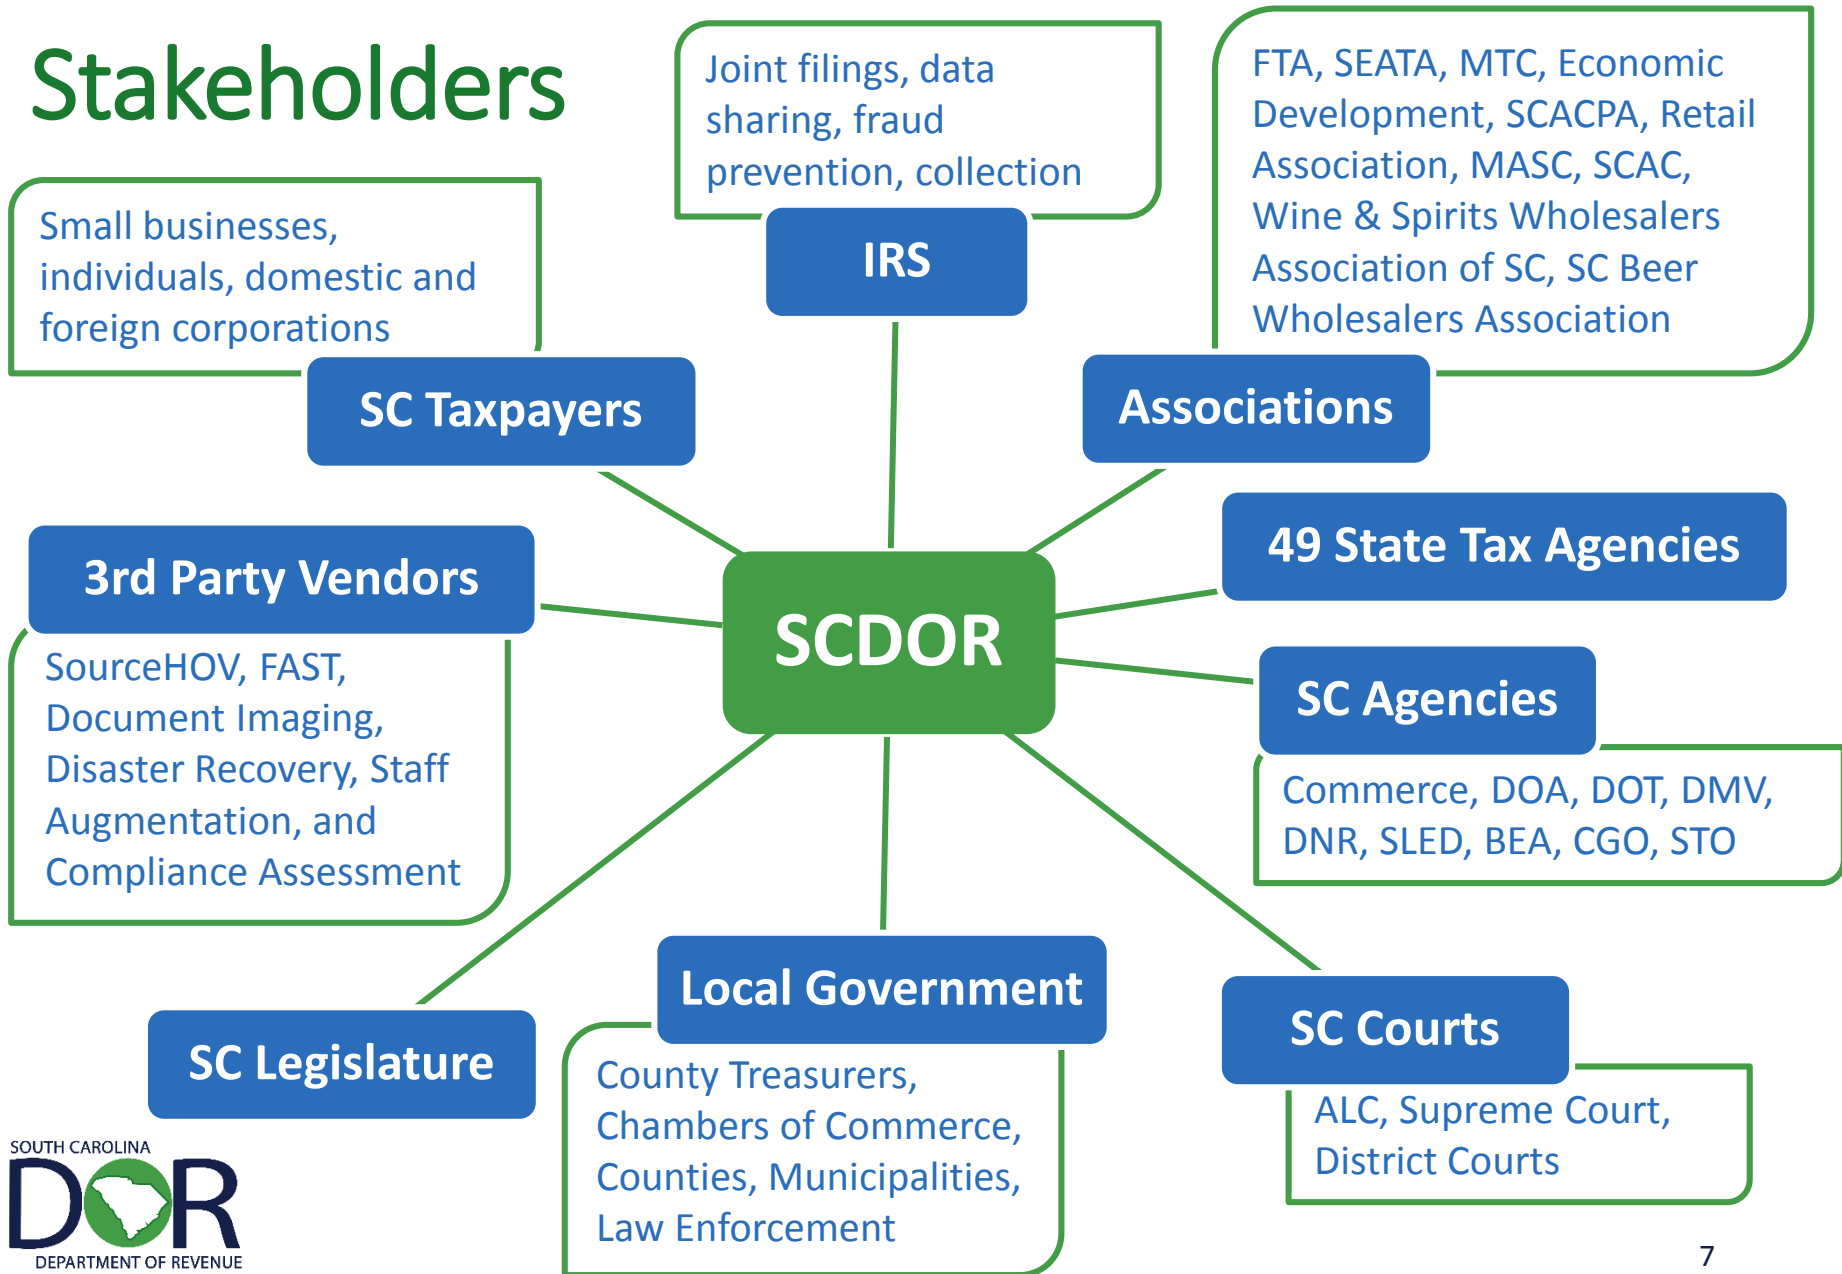 Stakeholders
Joint filings, data
sharing, fraud
prevention, collection
IRS
FTA, SEATA, MTC, Economic
Development, SCACPA, Retail
Association, MASC, SCAC,
Wine & Spirits Wholesalers
Association of SC, SC Beer
Wholesalers Association
Associations
Small businesses,
individuals, domestic and
foreign corporations
SC Taxpayers
49 State Tax Agencies
3rd Party Vendors
SourceHOV, FAST,
Document Imaging,
Disaster Recovery, Staff
Augmentation, and
Compliance Assessment
SCDOR
SC Agencies
Commerce, DOA, DOT, DMV,
DNR, SLED, BEA, CGO, STO
SC Legislature
Local Government
County Treasurers,
Chambers of Commerce,
Counties, Municipalities,
Law Enforcement
SC Courts
ALC, Supreme Court,
District Courts
SOUTH CAROLINA
DOR
DEPARTMENT OF REVENUE
7